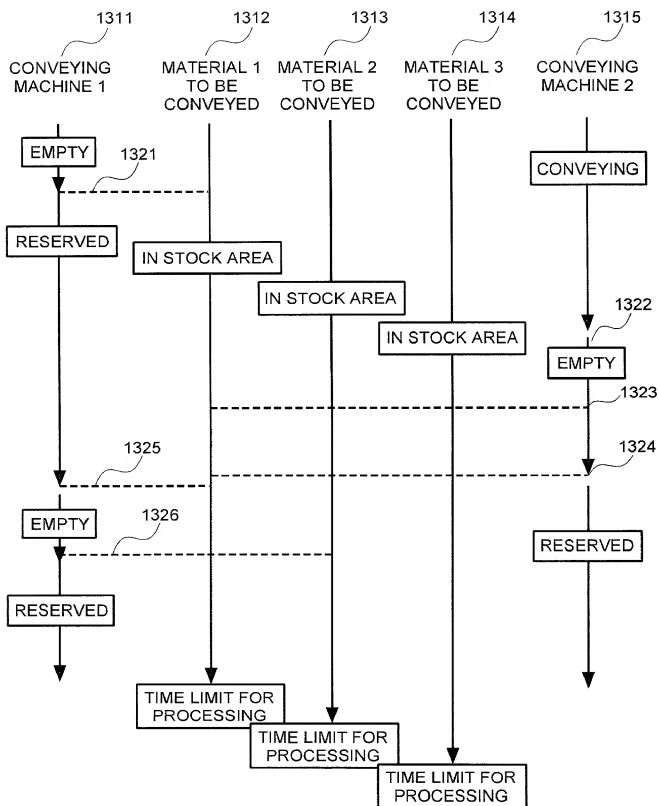 1311
1312
1313
1314
1315
CONVEYING
MACHINE 1
MATERIAL 1
TO BE
CONVEYED
MATERIAL 2
TO BE
CONVEYED
MATERIAL 3
TO BE
CONVEYED
CONVEYING
MACHINE 2
EMPTY
1321
CONVEYING
RESERVED
IN STOCK AREA
IN STOCK AREA
IN STOCK AREA
1322
EMPTY
1323
1325
1324
EMPTY
1326
RESERVED
RESERVED
TIME LIMIT FOR
PROCESSING
TIME LIMIT FOR
PROCESSING
TIME LIMIT FOR
PROCESSING